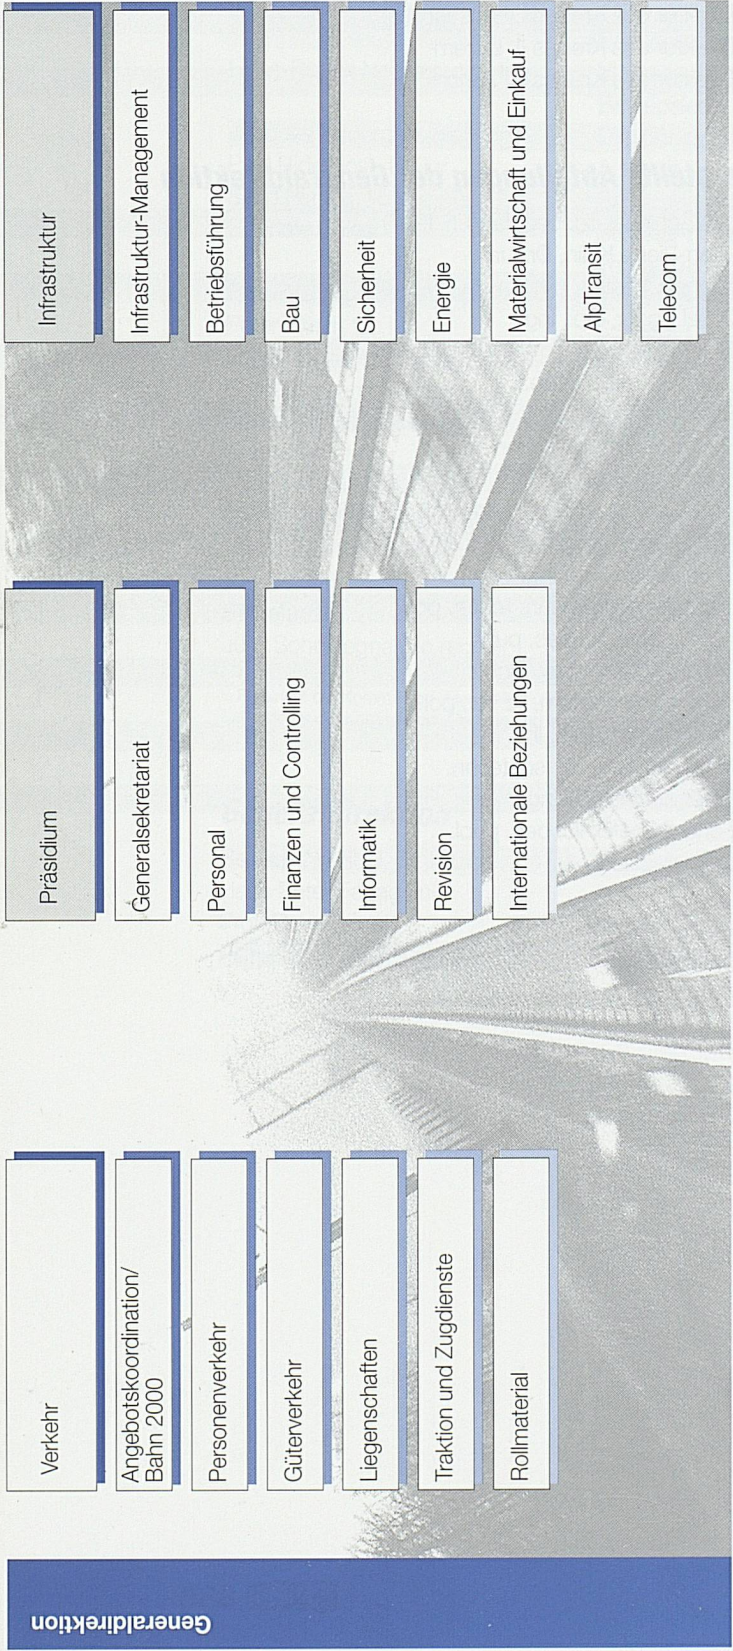 Generaldirektion
Verkehr
Angebotskoordination/
Bahn 2000
Personenverkehr
Güterverkehr
Liegenschaften
Traktion und Zugdienste
Rollmaterial
Präsidium
Generalsekretariat
Personal
Finanzen und Controlling
Informatik
Revision
Internationale Beziehungen
Infrastruktur
Infrastruktur-Management
Betriebsführung
Bau
Sicherheit
Energie
Materialwirtschaft und Einkauf
AlpTransit
Telecom